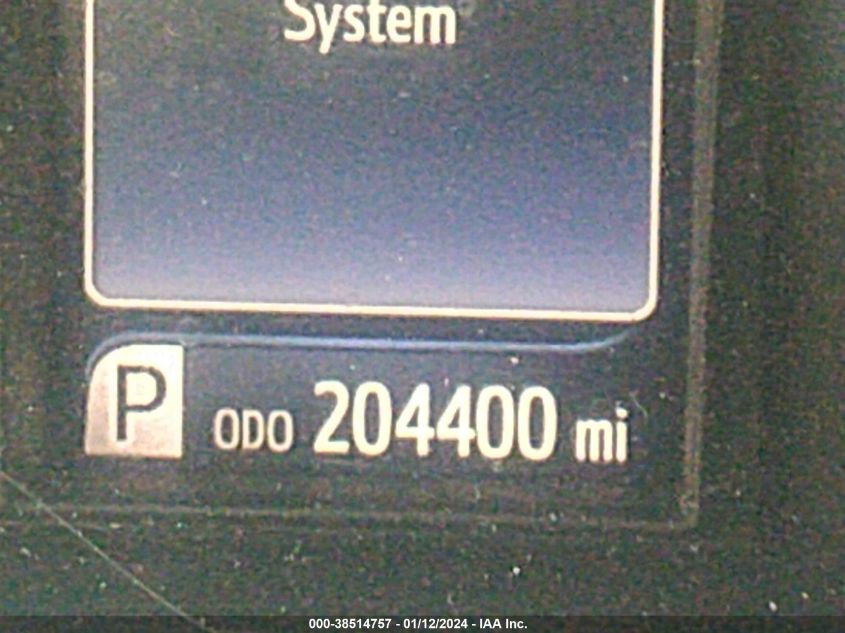 System
P ODO 204400 mi
000-38514757 - 01/12/2024 - IAA Inc.